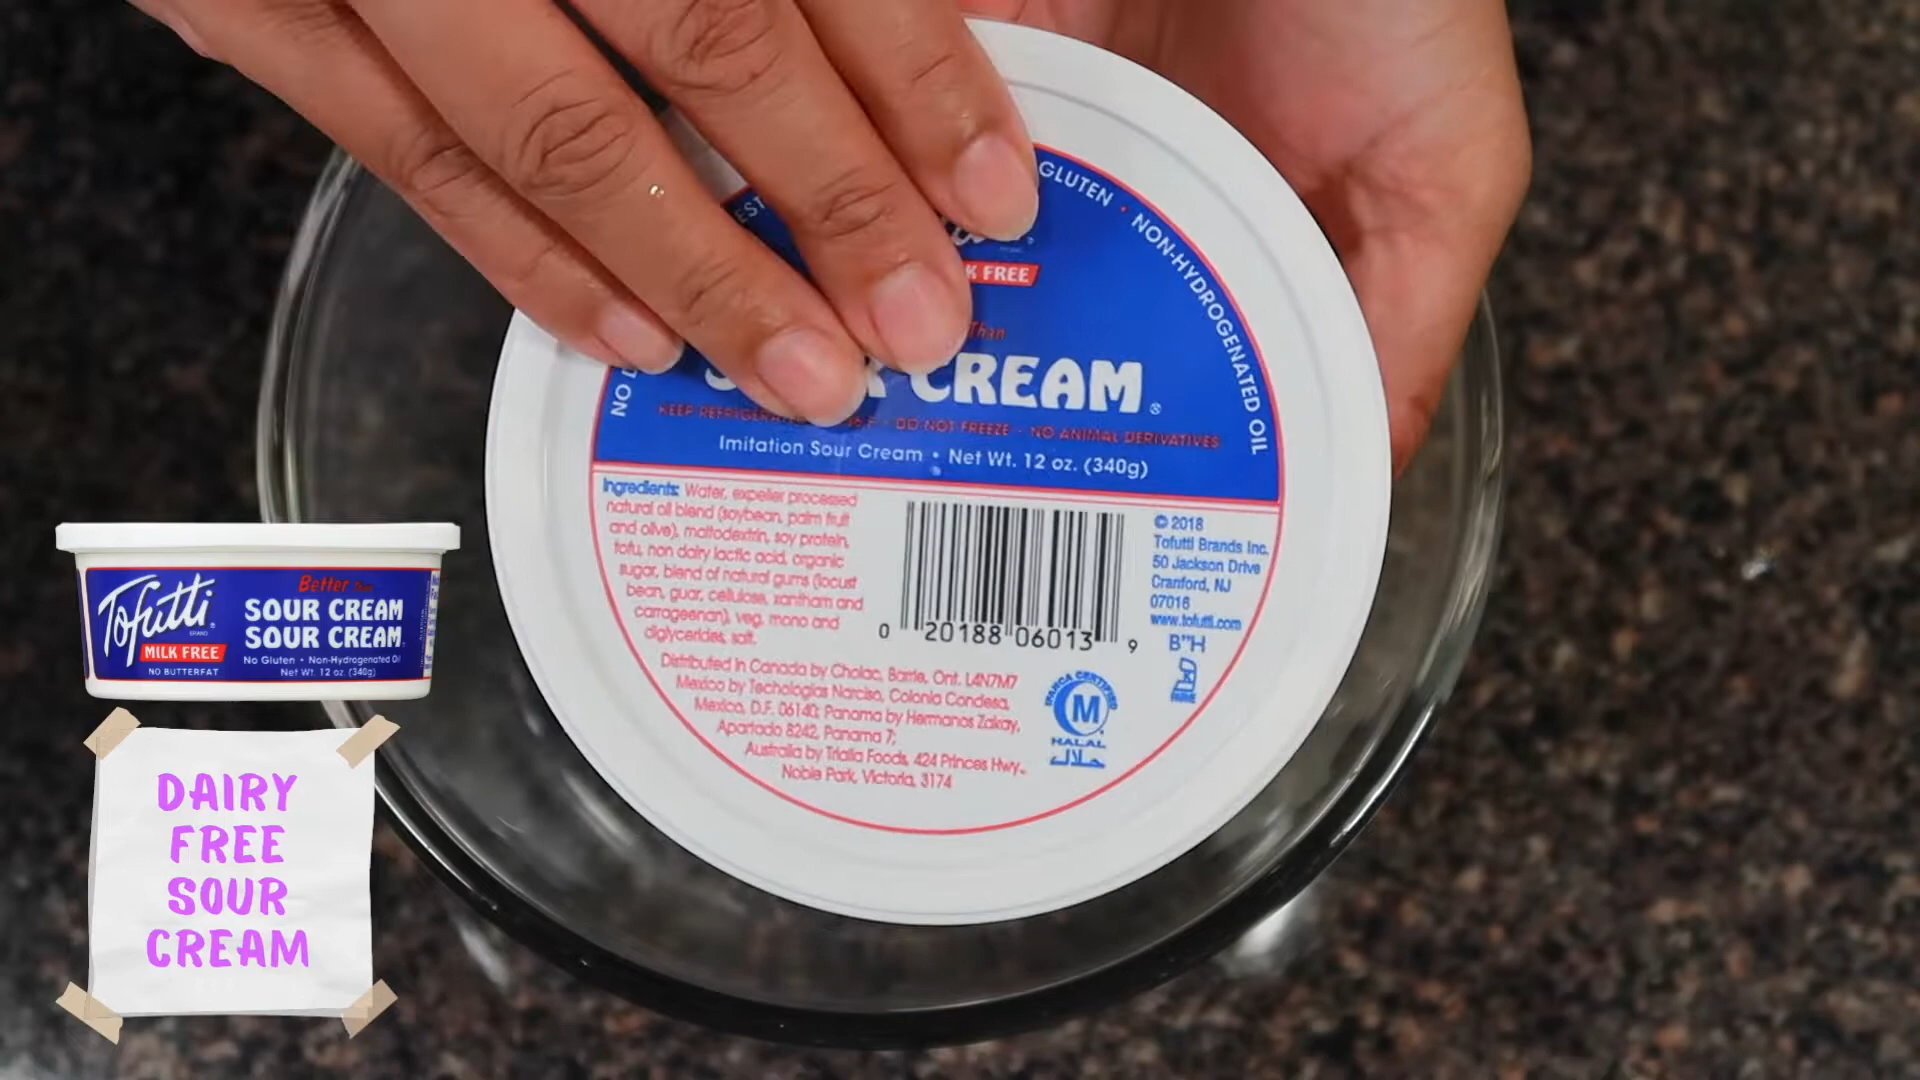 GLUTEN • NON-HYDROGENATED OIL
FREE
Than
CREAM®
NO
KEEP • DO NOT FREEZE • NO ANIMAL DERIVATIVES
Imitation Sour Cream • Net Wt. 12 oz. (340g)
Ingredients: Water, expeller processed
natural oil blend (soybean, palm fruit
and olive), maltodextrin, soy protein,
tofu, non dairy lactic acid, organic
sugar, blend of natural gums (locust
bean, guar, cellulose, xantham and
carrageenan), veg. mono and
diglycerides, salt.
0 20188 06013 9
© 2018
Tofutti Brands Inc.
50 Jackson Drive
Cranford, NJ
07016
www.tofutti.com
B"H
Distributed in Canada by Cholac, Barrie, Ont. L4N7M7
Mexico by Techologias Narciso, Colonia Condesa,
Mexico, D.F. 06140; Panama by Hermanos Zakay,
Apartado 8242, Panama 7;
Australia by Trialia Foods, 424 Princes Hwy.,
Noble Park, Victoria, 3174
CERTIFIED
M
HALAL
حلال
Tofutti®
BRAND
MILK FREE
NO BUTTERFAT
Better Than
SOUR CREAM
SOUR CREAM
No Gluten • Non-Hydrogenated Oil
Net Wt. 12 oz. (340g)
DAIRY
FREE
SOUR
CREAM